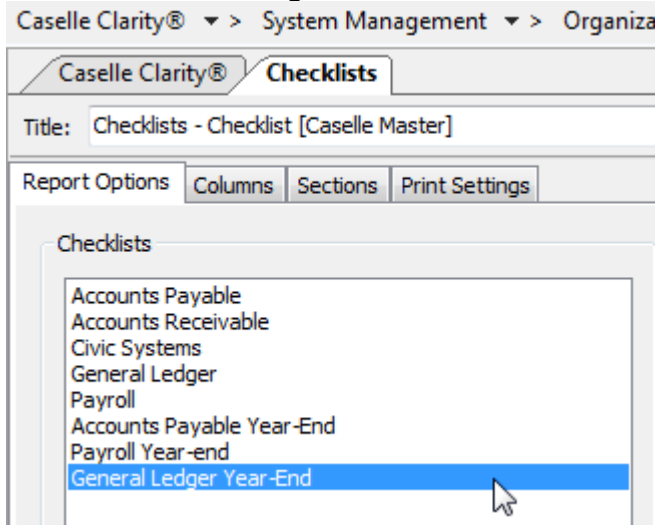 Caselle Clarity® ▼ > System Management ▼ > Organiza
Caselle Clarity® Checklists
Title: Checklists - Checklist [Caselle Master]
Report Options Columns Sections Print Settings
Checklists
Accounts Payable
Accounts Receivable
Civic Systems
General Ledger
Payroll
Accounts Payable Year-End
Payroll Year-end
General Ledger Year-End